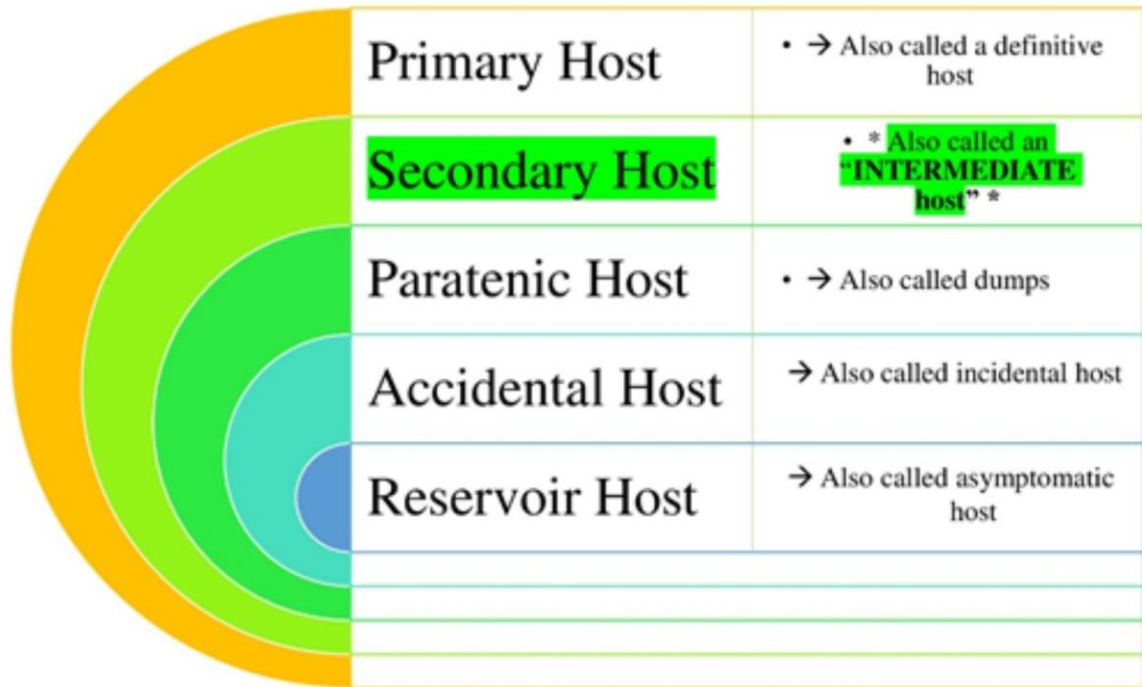 Primary Host
• → Also called a definitive
host
Secondary Host
• * Also called an
“INTERMEDIATE
host” *
Paratenic Host
• → Also called dumps
Accidental Host
→ Also called incidental host
Reservoir Host
→ Also called asymptomatic
host